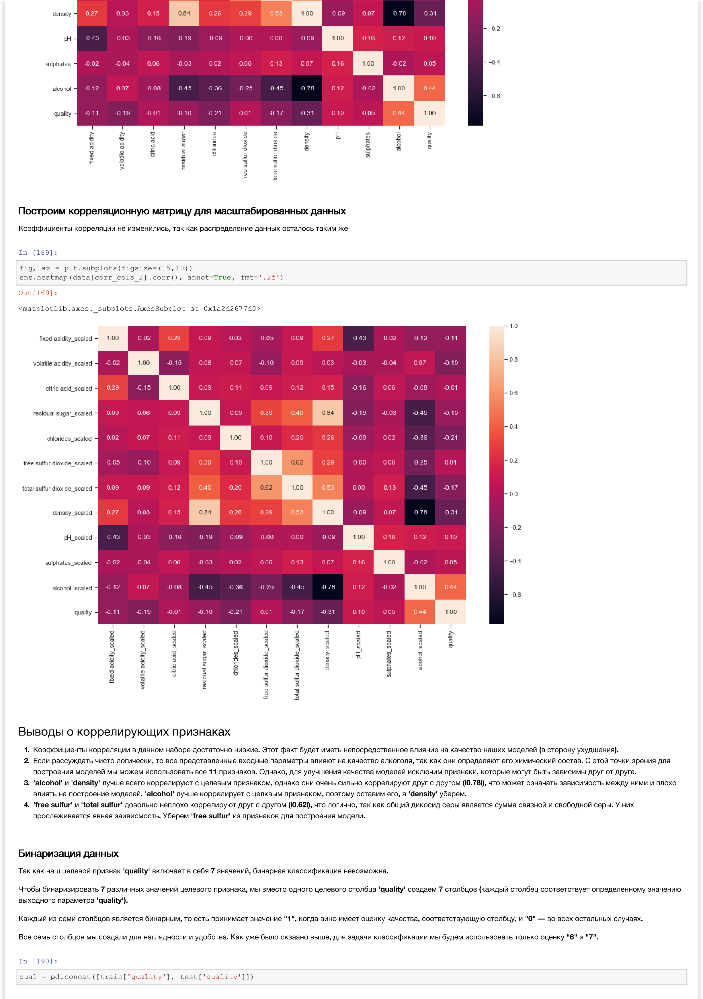 density 0.27 0.03 0.15 0.84 0.26 0.29 0.53 1.00 -0.09 0.07 -0.78 -0.31
−0.2
pH -0.43 -0.03 -0.16 -0.19 -0.09 -0.00 0.00 -0.09 1.00 0.16 0.12 0.10
sulphates -0.02 -0.04 0.06 -0.03 0.02 0.06 0.13 0.07 0.16 1.00 -0.02 0.05
−0.4
alcohol -0.12 0.07 -0.08 -0.45 -0.36 -0.25 -0.45 -0.78 0.12 -0.02 1.00 0.44
−0.6
quality -0.11 -0.19 -0.01 -0.10 -0.21 0.01 -0.17 -0.31 0.10 0.05 0.44 1.00
fixed acidity volatile acidity citric acid residual sugar chlorides free sulfur dioxide total sulfur dioxide density pH sulphates alcohol quality
Построим корреляционную матрицу для масштабированных данных
Коэффициенты корреляции не изменились, так как распределение данных осталось таким же
In [169]:
fig, ax = plt.subplots(figsize=(15,10))
sns.heatmap(data[corr_cols_2].corr(), annot=True, fmt='.2f')
Out[169]:
<matplotlib.axes._subplots.AxesSubplot at 0x1a2d2677d0>
1.0
fixed acidity_scaled 1.00 -0.02 0.29 0.09 0.02 -0.05 0.09 0.27 -0.43 -0.02 -0.12 -0.11
0.8
volatile acidity_scaled -0.02 1.00 -0.15 0.06 0.07 -0.10 0.09 0.03 -0.03 -0.04 0.07 -0.19
citric acid_scaled 0.29 -0.15 1.00 0.09 0.11 0.09 0.12 0.15 -0.16 0.06 -0.08 -0.01
0.6
residual sugar_scaled 0.09 0.06 0.09 1.00 0.09 0.30 0.40 0.84 -0.19 -0.03 -0.45 -0.10
0.4
chlorides_scaled 0.02 0.07 0.11 0.09 1.00 0.10 0.20 0.26 -0.09 0.02 -0.36 -0.21
0.2
free sulfur dioxide_scaled -0.05 -0.10 0.09 0.30 0.10 1.00 0.62 0.29 -0.00 0.06 -0.25 0.01
total sulfur dioxide_scaled 0.09 0.09 0.12 0.40 0.20 0.62 1.00 0.53 0.00 0.13 -0.45 -0.17
0.0
density_scaled 0.27 0.03 0.15 0.84 0.26 0.29 0.53 1.00 -0.09 0.07 -0.78 -0.31
−0.2
pH_scaled -0.43 -0.03 -0.16 -0.19 -0.09 -0.00 0.00 -0.09 1.00 0.16 0.12 0.10
sulphates_scaled -0.02 -0.04 0.06 -0.03 0.02 0.06 0.13 0.07 0.16 1.00 -0.02 0.05
−0.4
alcohol_scaled -0.12 0.07 -0.08 -0.45 -0.36 -0.25 -0.45 -0.78 0.12 -0.02 1.00 0.44
−0.6
quality -0.11 -0.19 -0.01 -0.10 -0.21 0.01 -0.17 -0.31 0.10 0.05 0.44 1.00
fixed acidity_scaled volatile acidity_scaled citric acid_scaled residual sugar_scaled chlorides_scaled free sulfur dioxide_scaled total sulfur dioxide_scaled density_scaled pH_scaled sulphates_scaled alcohol_scaled quality
Выводы о коррелирующих признаках
1. Коэффициенты корреляции в данном наборе достаточно низкие. Этот факт будет иметь непосредственное влияние на качество наших моделей (в сторону ухудшения).
2. Если рассуждать чисто логически, то все представленные входные параметры влияют на качество алкоголя, так как они определяют его химический состав. С этой точки зрения для
построения моделей мы можем использовать все 11 признаков. Однако, для улучшения качества моделей исключим признаки, которые могут быть зависимы друг от друга.
3. 'alcohol' и 'density' лучше всего коррелируют с целевым признаком, однако они очень сильно коррелируют друг с другом (|0.78|), что может означать зависимость между ними и плохо
влиять на построение моделей. 'alcohol' лучше коррелирует с целквым признаком, поэтому оставим его, а 'density' уберем.
4. 'free sulfur' и 'total sulfur' довольно неплохо коррелируют друг с другом (|0.62|), что логично, так как общий дикосид серы является сумма связной и свободной серы. У них
прослеживается явная заивисмость. Уберем 'free sulfur' из признаков для построения модели.
Бинаризация данных
Так как наш целевой признак 'quality' включает в себя 7 значений, бинарная классификация невозможна.
Чтобы бинаризировать 7 различных значений целевого признака, мы вместо одного целевого столбца 'quality' создаем 7 столбцов (каждый столбец соответствует определенному значению
выходного параметра 'quality').
Каждый из семи столбцов является бинарным, то есть принимает значение "1", когда вино имеет оценку качества, соответствующую столбцу, и "0" — во всех остальных случаях.
Все семь столбцов мы создали для наглядности и удобства. Как уже было скзаано выше, для задачи классификации мы будем использовать только оценку "6" и "7".
In [190]:
qual = pd.concat([train['quality'], test['quality']])